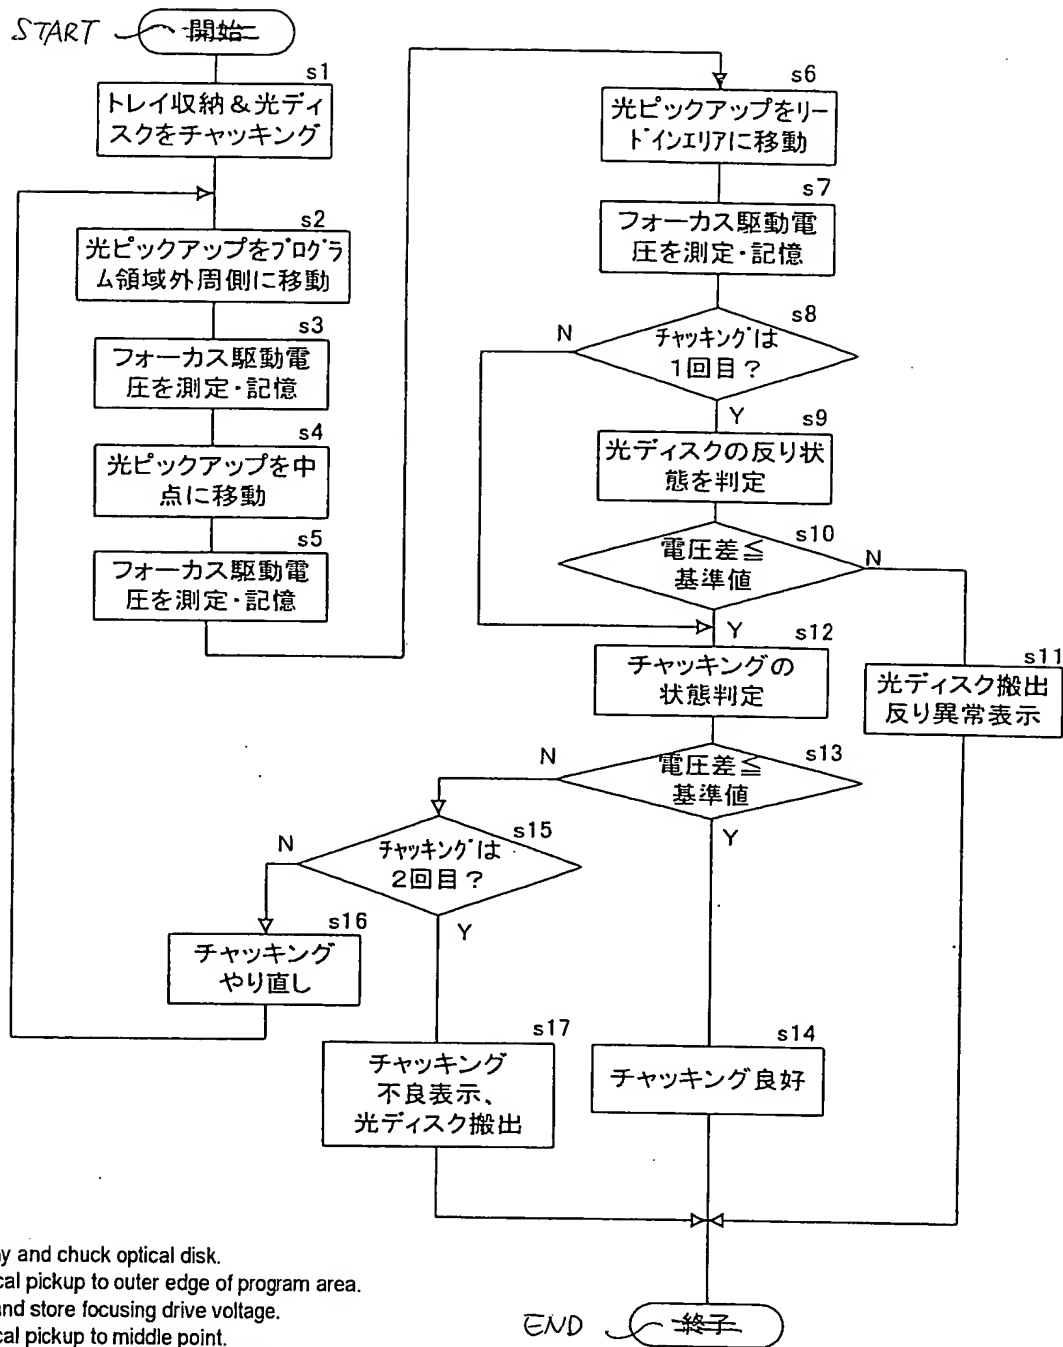 START
開始
s1
トレイ収納＆光ディ
スクをチャッキング
s2
光ピックアップをプログラ
ム領域外周側に移動
s3
フォーカス駆動電
圧を測定・記憶
s4
光ピックアップを中
点に移動
s5
フォーカス駆動電
圧を測定・記憶
s6
光ピックアップをリー
ドインエリアに移動
s7
フォーカス駆動電
圧を測定・記憶
s8
N
チャッキングは
1回目？
Y
s9
光ディスクの反り状
態を判定
s10
電圧差≦
基準値
N
Y
s12
チャッキングの
状態判定
s11
光ディスク搬出
反り異常表示
s13
N
電圧差≦
基準値
Y
s15
N
チャッキングは
2回目？
Y
s16
チャッキング
やり直し
s17
チャッキング
不良表示、
光ディスク搬出
s14
チャッキング良好
END
終了
y and chuck optical disk.
cal pickup to outer edge of program area.
and store focusing drive voltage.
cal pickup to middle point.